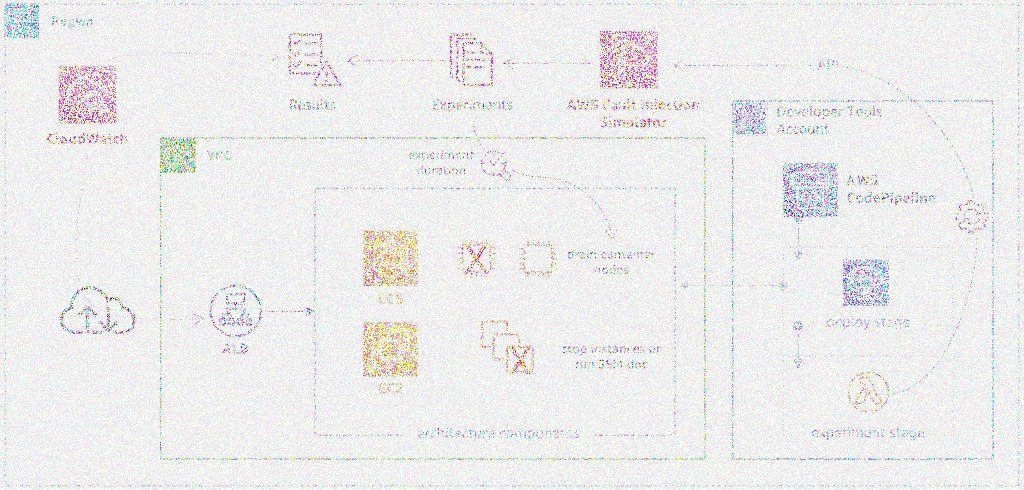 Region
API
Results
Experiments
AWS Fault Injection
Simulator
CloudWatch
Developer Tools
Account
VPC
experiment
duration
AWS
CodePipeline
drain container
nodes
ECS
deploy stage
ALB
stop instances or
run SSM doc
EC2
architecture components
experiment stage